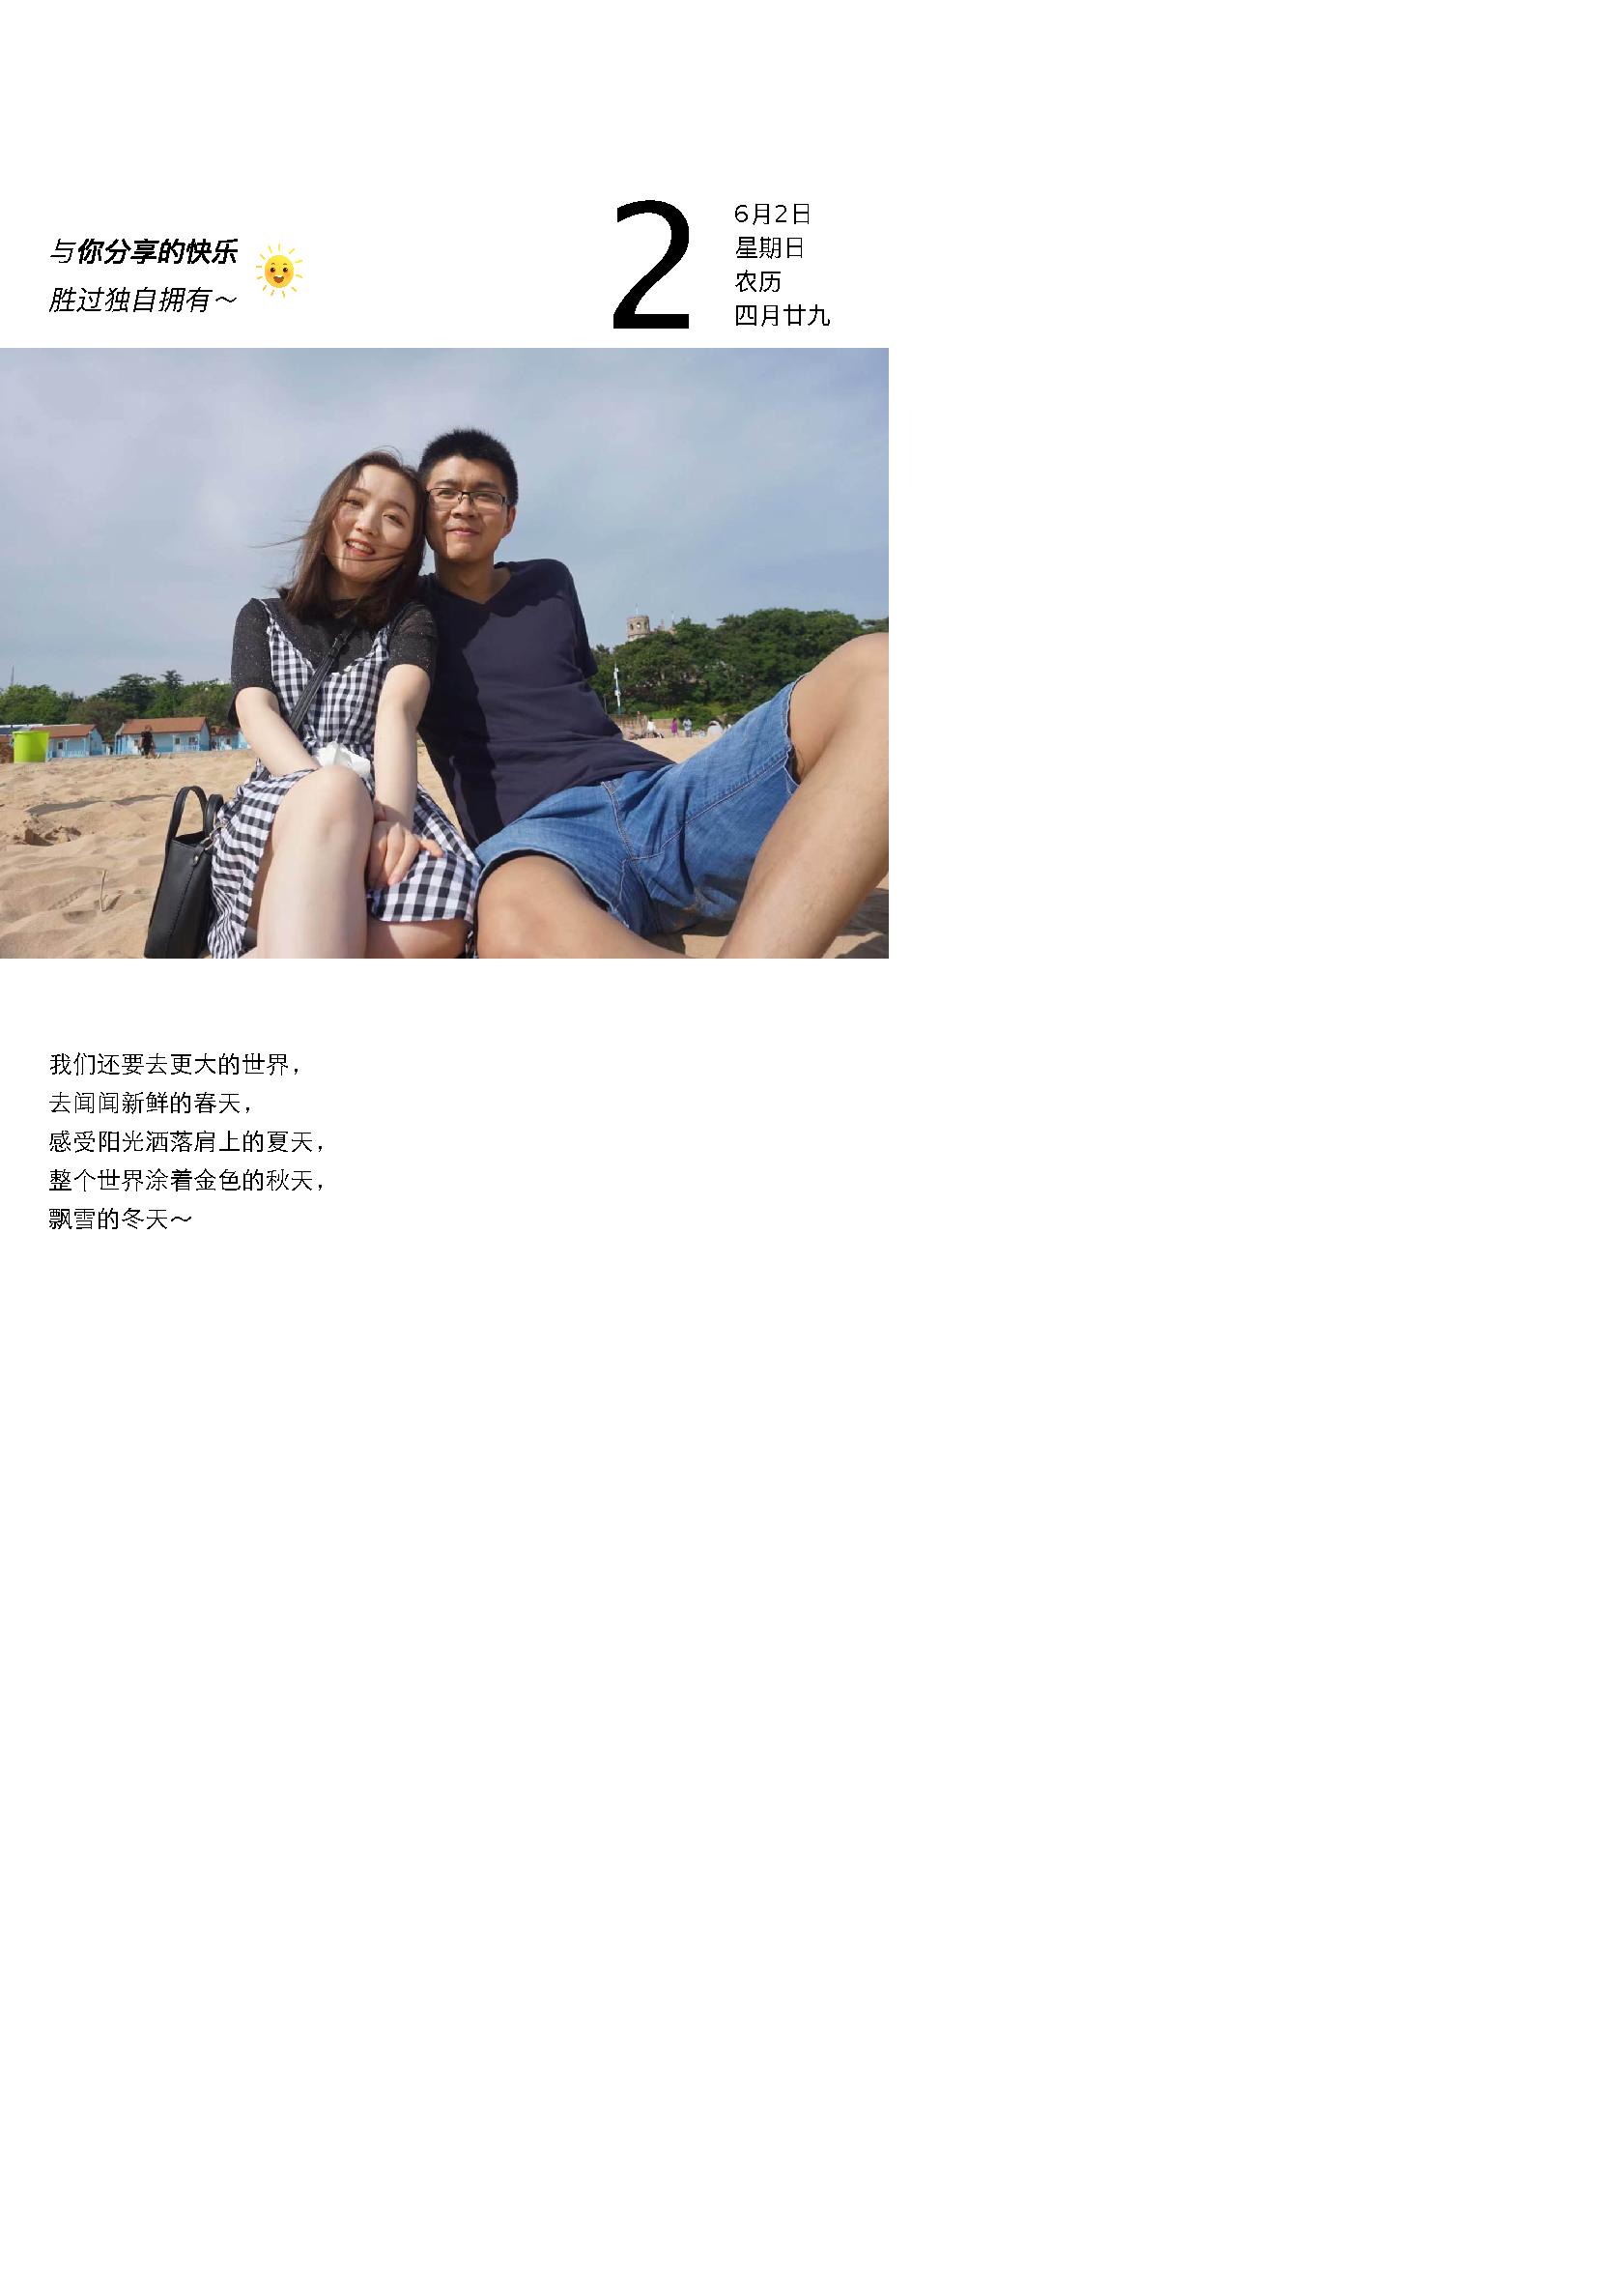 与你分享的快乐
胜过独自拥有～
2
6月2日
星期日
农历
四月廿九
我们还要去更大的世界，
去闻闻新鲜的春天，
感受阳光洒落肩上的夏天，
整个世界涂着金色的秋天，
飘雪的冬天～